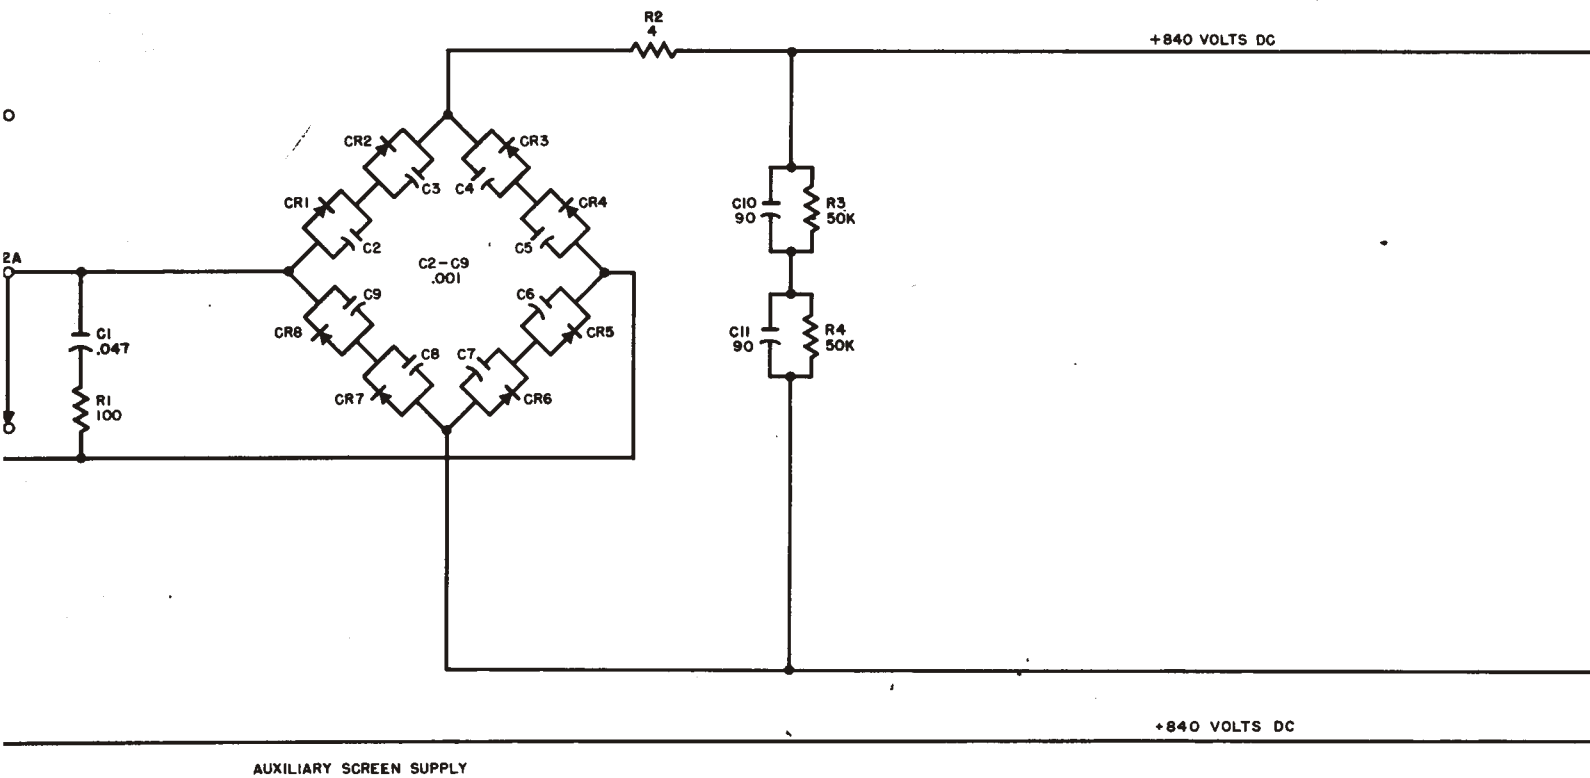 R2
4
+840 VOLTS DC
CR2
CR3
C3
C4
CR1
CR4
C10
90
R3
50K
C2
C5
2A
C2-C9
.001
C9
C6
CR8
CR5
C1
.047
C11
90
R4
50K
C8
C7
R1
100
CR7
CR6
+840 VOLTS DC
AUXILIARY SCREEN SUPPLY